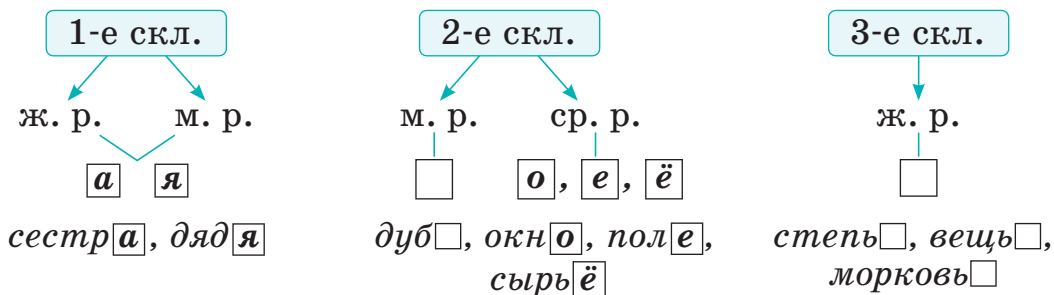 1-е скл. 2-е скл. 3-е скл.
ж. р. м. р. м. р. ср. р. ж. р.
а я о, е, ё
сестра, дядя дуб, окно, поле, степь, вещь,
сырьё морковь